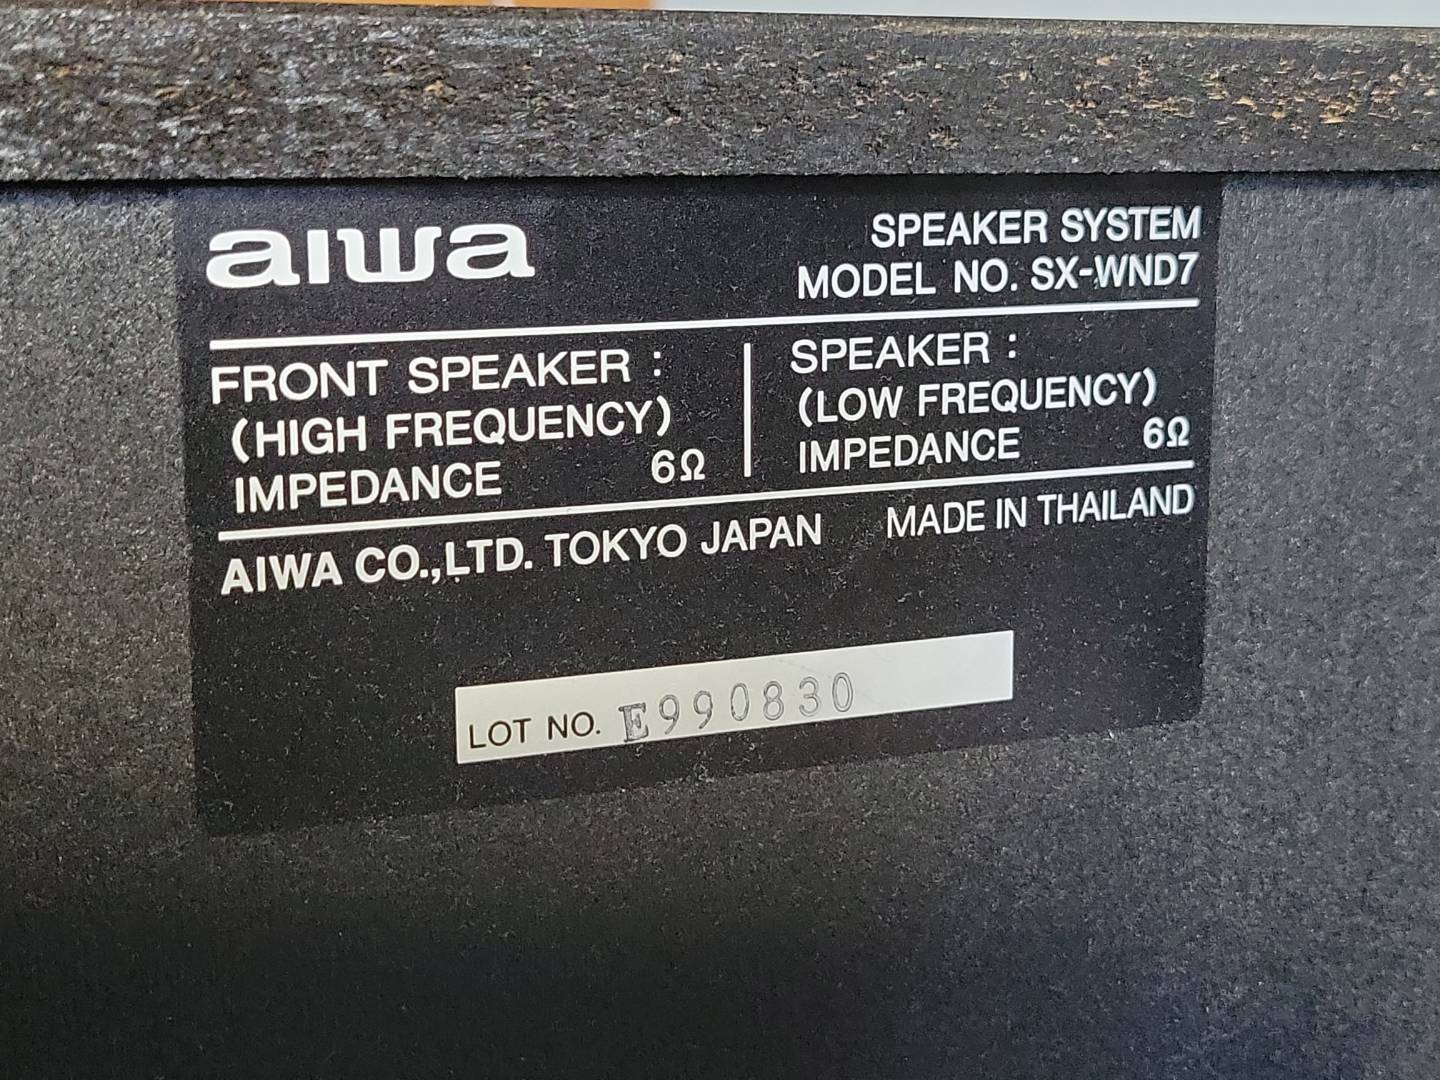 aiwa
SPEAKER SYSTEM
MODEL NO. SX-WND7
FRONT SPEAKER :
(HIGH FREQUENCY)
IMPEDANCE 6Ω
SPEAKER :
(LOW FREQUENCY)
IMPEDANCE 6Ω
AIWA CO.,LTD. TOKYO JAPAN MADE IN THAILAND
LOT NO. E990830